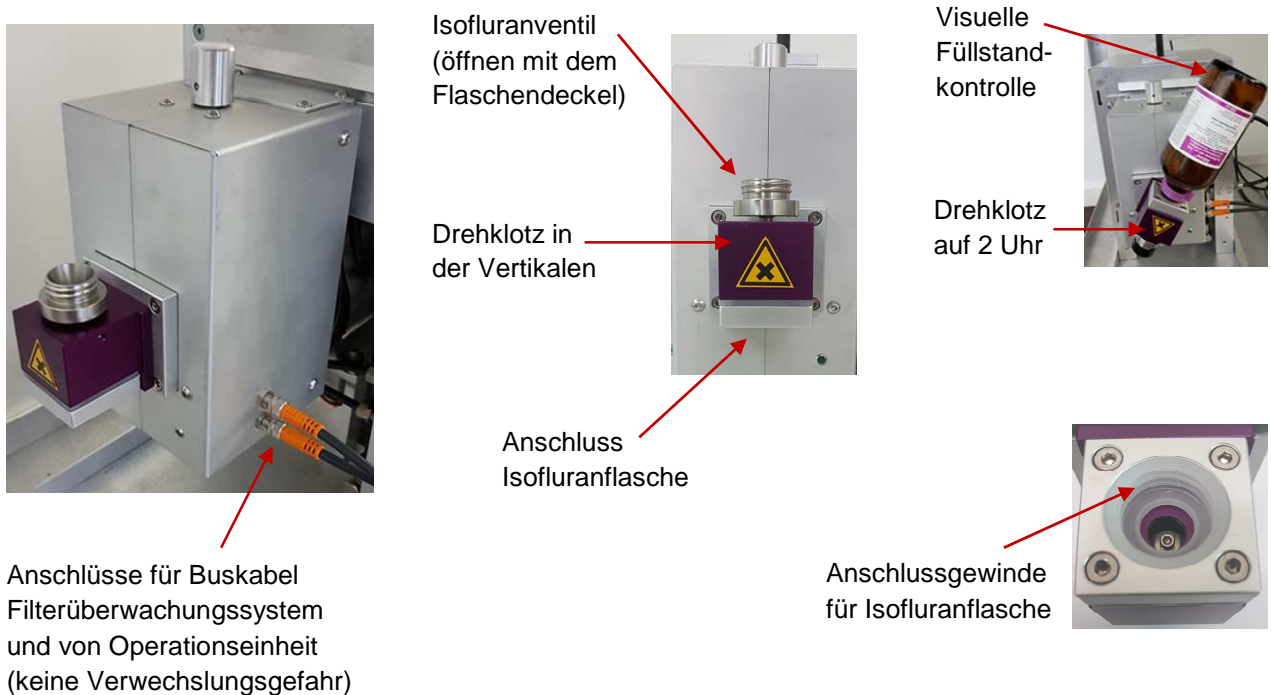 Isofluranventil
(öffnen mit dem
Flaschendeckel)
Visuelle
Füllstand-
kontrolle
Drehklotz in
der Vertikalen
Drehklotz
auf 2 Uhr
Anschluss
Isofluranflasche
Anschlüsse für Buskabel
Filterüberwachungssystem
und von Operationseinheit
(keine Verwechslungsgefahr)
Anschlussgewinde
für Isofluranflasche